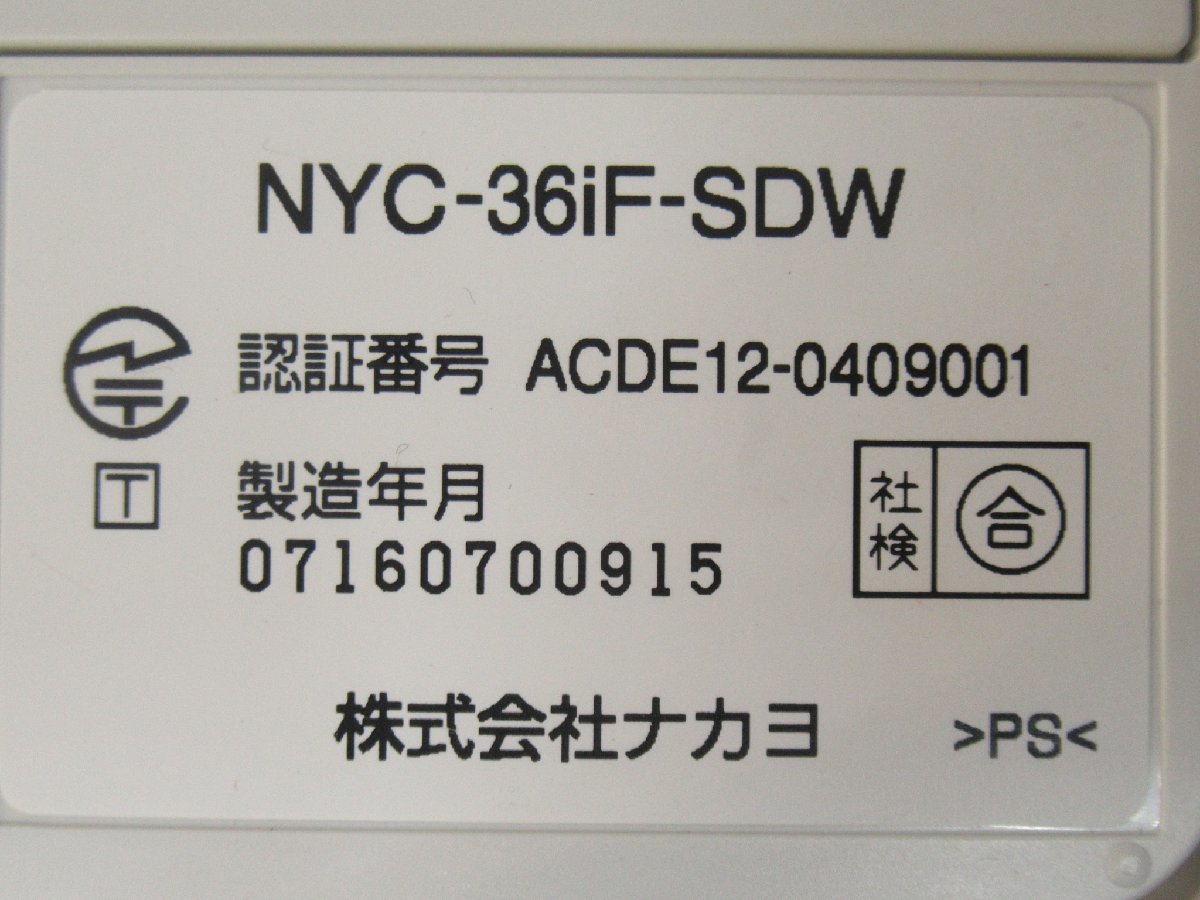 NYC-36iF-SDW
認証番号 ACDE12-0409001
T 製造年月
07160700915
社検 合
株式会社ナカヨ >PS<